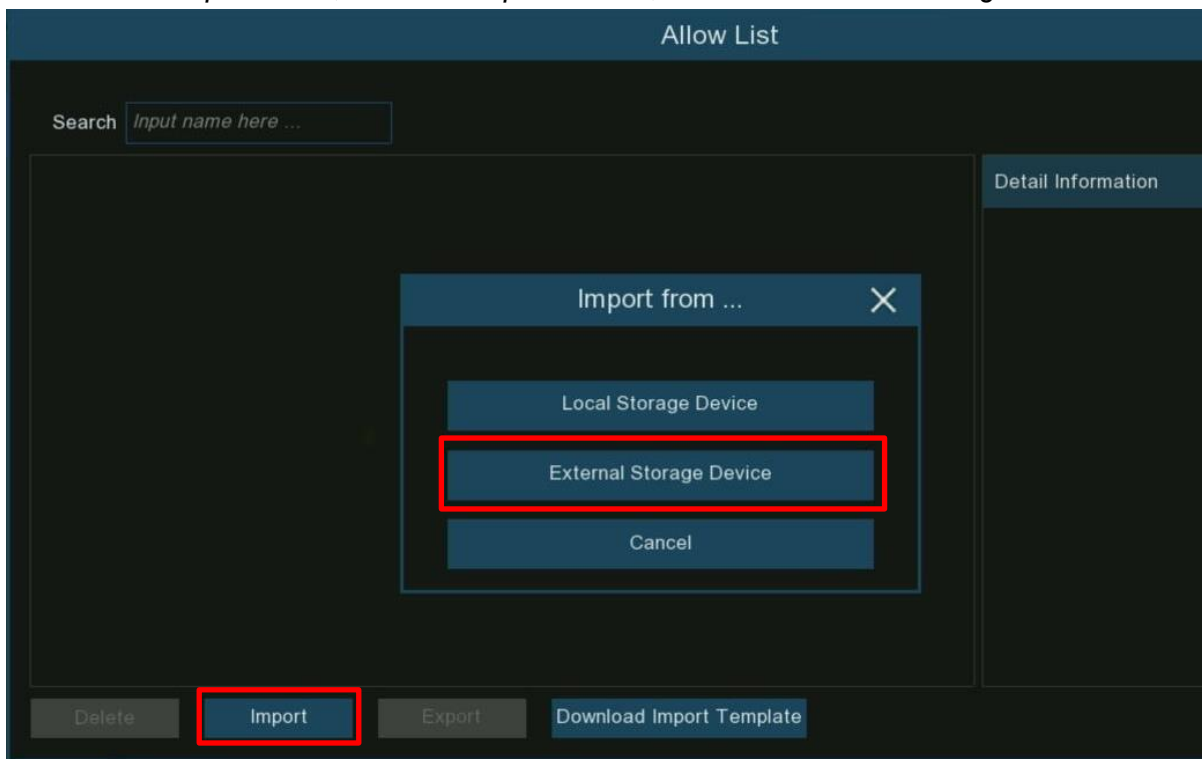 Allow List
Search Input name here ...
Detail Information
Import from ...
Local Storage Device
External Storage Device
Cancel
Delete Import Export Download Import Template